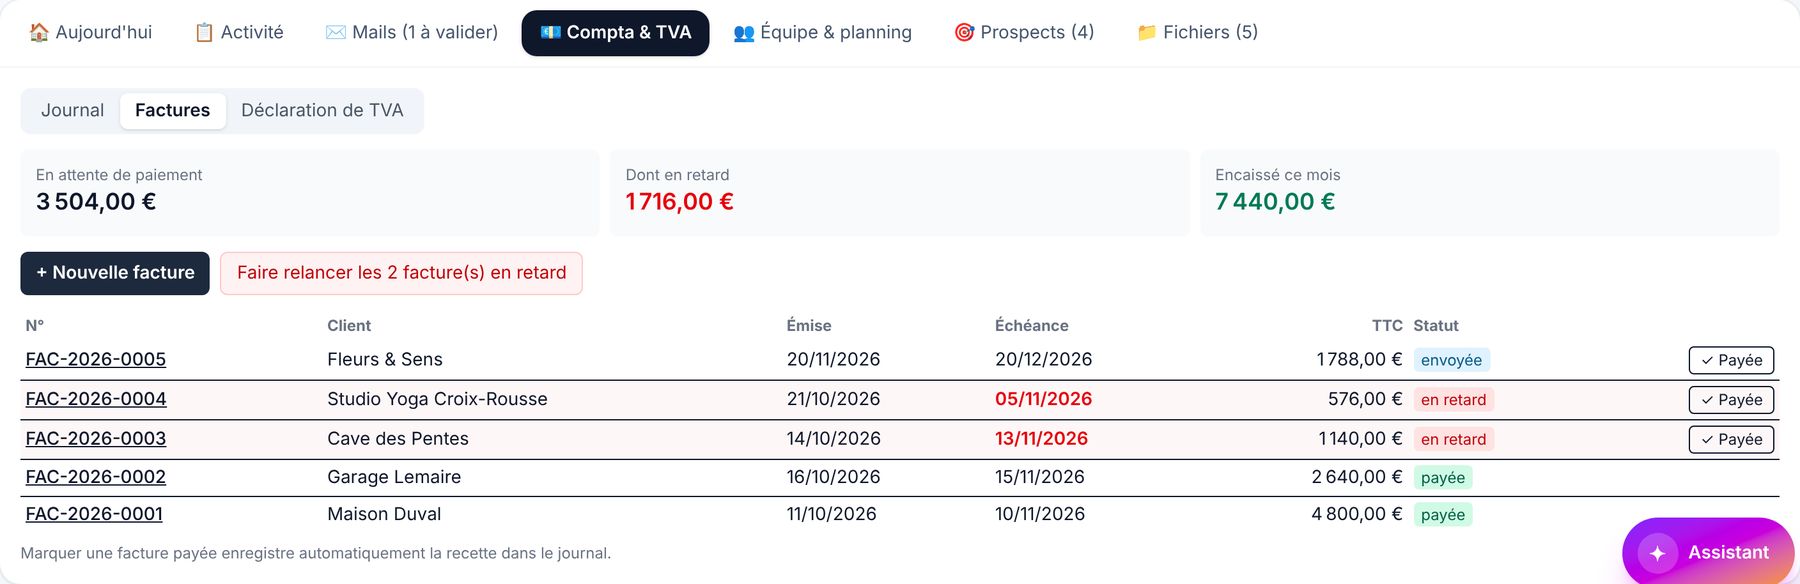 Aujourd'hui Activité Mails (1 à valider) Compta & TVA Équipe & planning Prospects (4) Fichiers (5)
Journal Factures Déclaration de TVA
En attente de paiement Dont en retard Encaissé ce mois
3 504,00 € 1 716,00 € 7 440,00 €
+ Nouvelle facture Faire relancer les 2 facture(s) en retard
N° Client Émise Échéance TTC Statut
FAC-2026-0005 Fleurs & Sens 20/11/2026 20/12/2026 1 788,00 € envoyée ✓ Payée
FAC-2026-0004 Studio Yoga Croix-Rousse 21/10/2026 05/11/2026 576,00 € en retard ✓ Payée
FAC-2026-0003 Cave des Pentes 14/10/2026 13/11/2026 1 140,00 € en retard ✓ Payée
FAC-2026-0002 Garage Lemaire 16/10/2026 15/11/2026 2 640,00 € payée
FAC-2026-0001 Maison Duval 11/10/2026 10/11/2026 4 800,00 € payée
Marquer une facture payée enregistre automatiquement la recette dans le journal.
Assistant